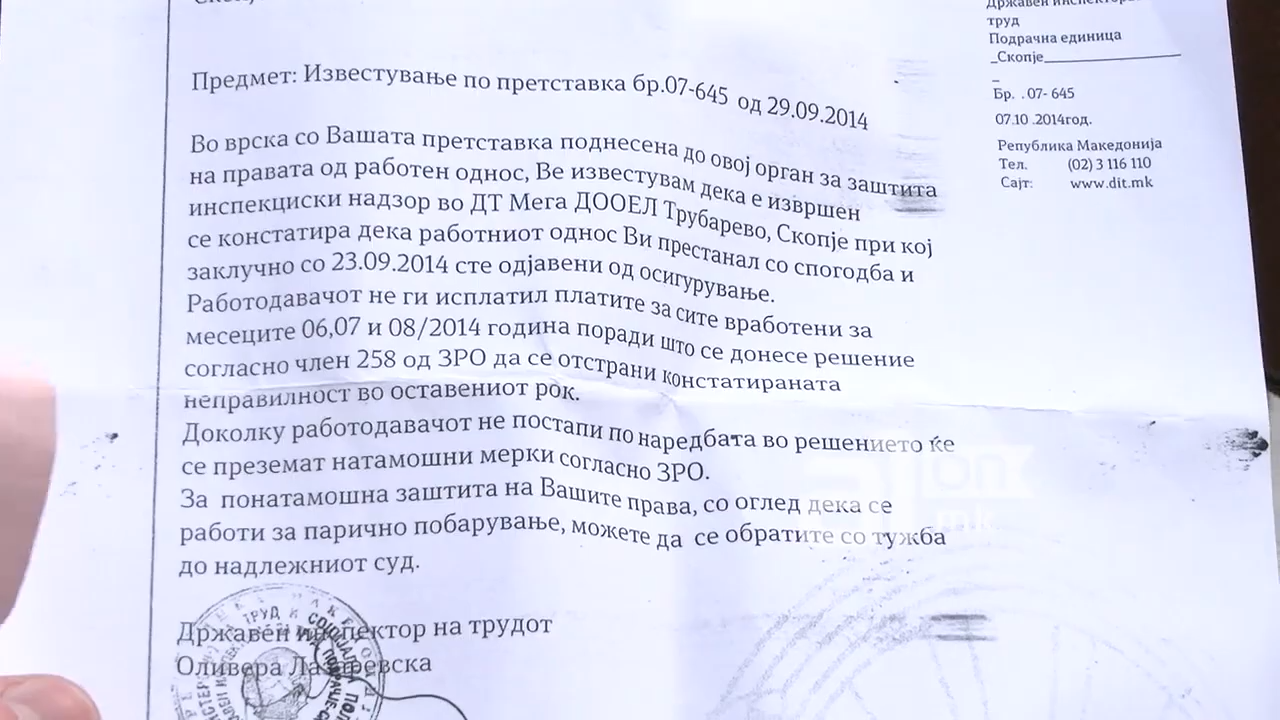 Државен
труд
Подрачна единица
_Скопје
_
Бр. . 07- 645
07.10 .2014год.
Република Македонија
Тел. (02) 3 116 110
Сајт: www.dit.mk
Предмет: Известување по претставка бр.07-645 од 29.09.2014
Во врска со Вашата претставка поднесена до овој орган за заштита
на правата од работен однос, Ве известувам дека е извршен
инспекциски надзор во ДТ Мега ДООЕЛ Трубарево, Скопје при кој
се констатира дека работниот однос Ви престанал со спогодба и
заклучно со 23.09.2014 сте одјавени од осигурување.
Работодавачот не ги исплатил платите за сите вработени за
месеците 06,07 и 08/2014 година поради што се донесе решение
согласно член 258 од ЗРО да се отстрани констатираната
неправилност во оставениот рок.
Доколку работодавачот не постапи по наредбата во решението ќе
се преземат натамошни мерки согласно ЗРО.
За понатамошна заштита на Вашите права, со оглед дека се
работи за парично побарување, можете да се обратите со тужба
до надлежниот суд.
Државен инспектор на трудот
Оливера Лазаревска
on
.mk